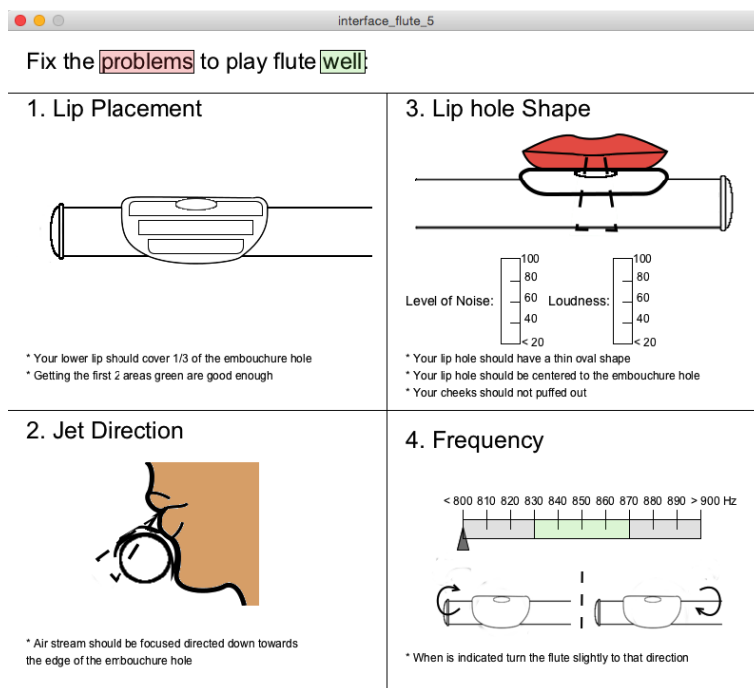 interface_flute_5
Fix the problems to play flute well:
1. Lip Placement
* Your lower lip should cover 1/3 of the embouchure hole
* Getting the first 2 areas green are good enough
2. Jet Direction
* Air stream should be focused directed down towards
the edge of the embouchure hole
3. Lip hole Shape
Level of Noise:
100
80
60
40
< 20
Loudness:
100
80
60
40
< 20
* Your lip hole should have a thin oval shape
* Your lip hole should be centered to the embouchure hole
* Your cheeks should not puffed out
4. Frequency
< 800 810 820 830 840 850 860 870 880 890 > 900 Hz
* When is indicated turn the flute slightly to that direction